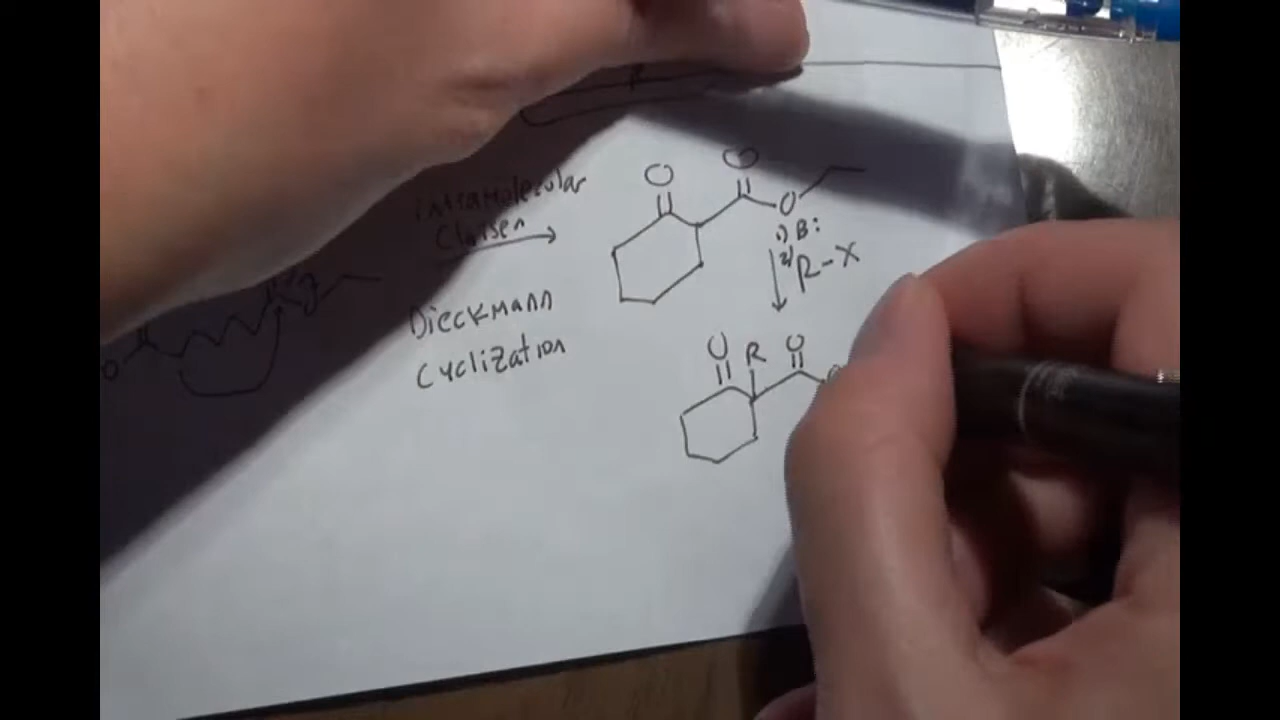 intramolecular
Claisen
Dieckmann
cyclization
O O
O
1) B:
2) R-X
O R O
O